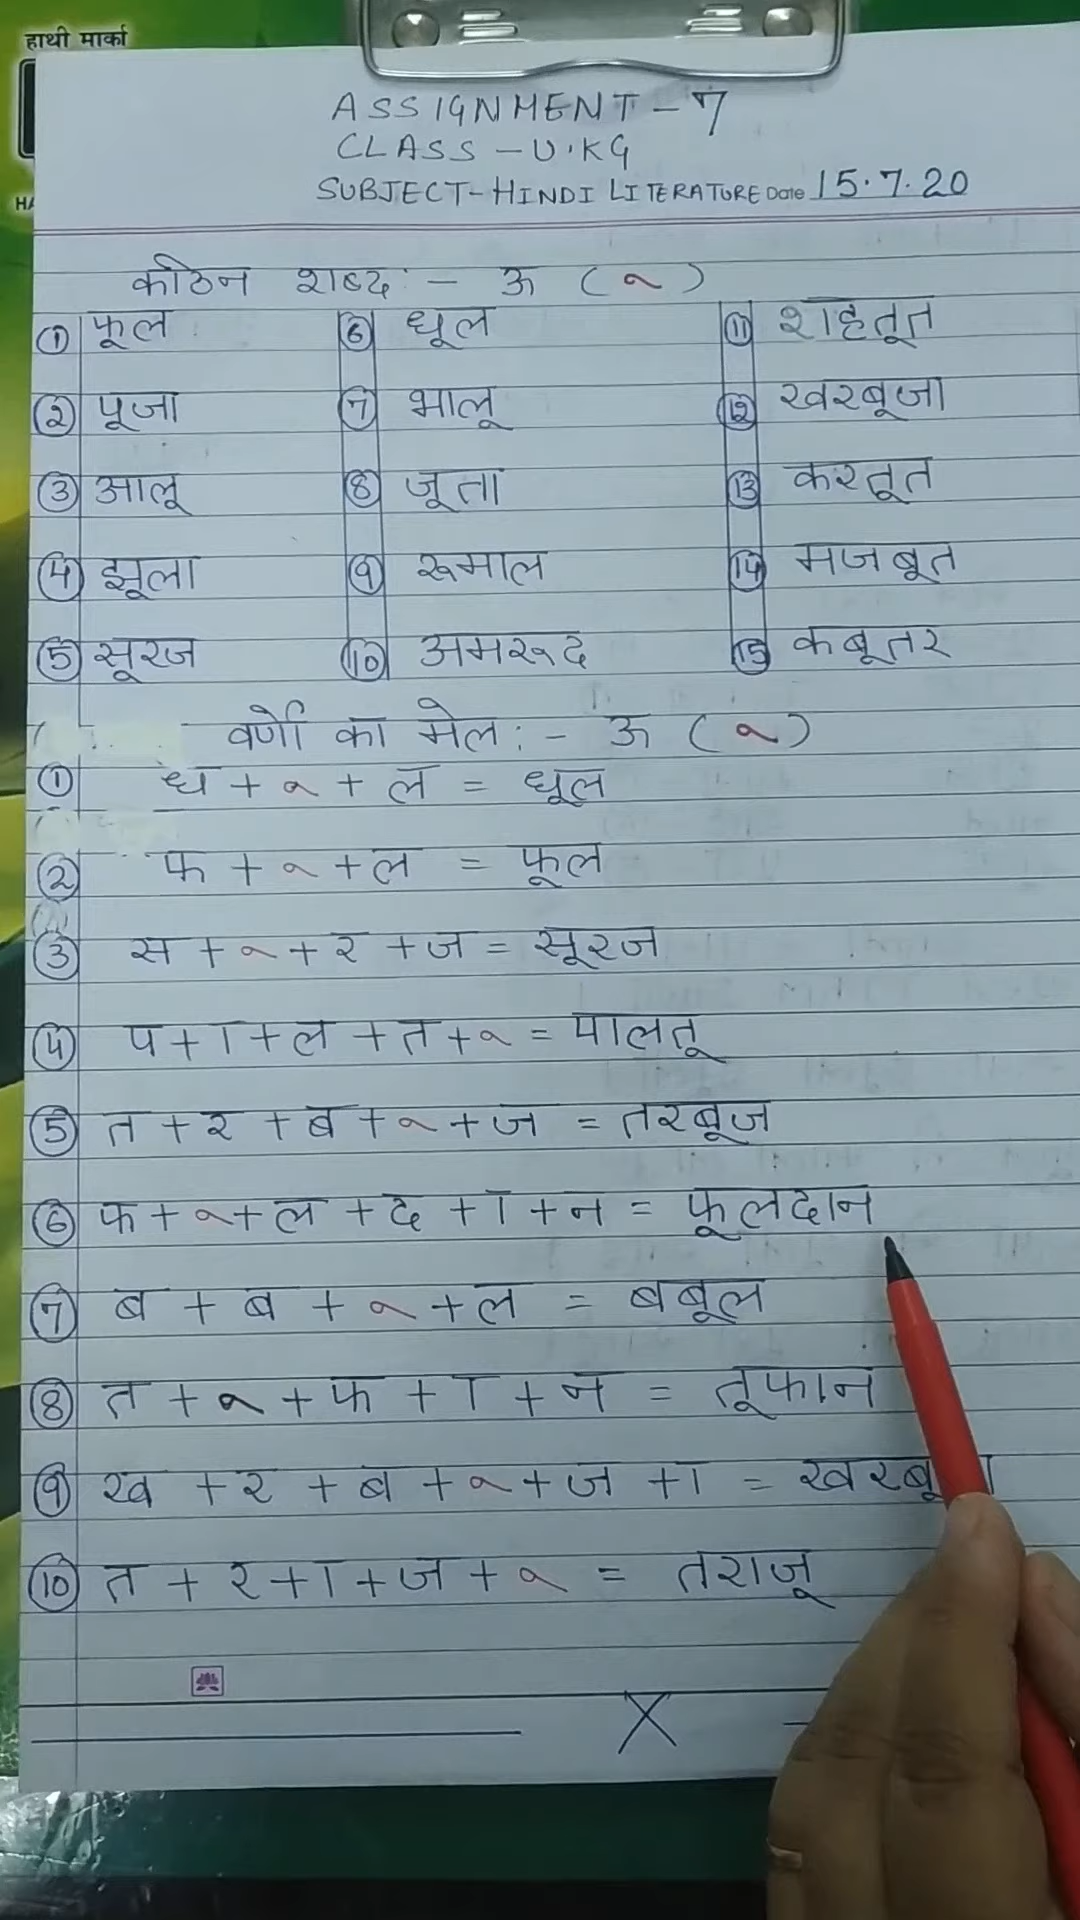 हाथी मार्का
HA
ASSIGNMENT - 7
CLASS - U.KG
SUBJECT - HINDI LITERATURE Date 15.7.20
कठिन शब्द :- ऊ ( ू )
① फूल ⑥ धूल ⑪ शहतूत
② पूजा ⑦ भालू ⑫ खरबूजा
③ आलू ⑧ जूता ⑬ करतूत
④ झूला ⑨ रूमाल ⑭ मजबूत
⑤ सूरज ⑩ अमरूद ⑮ कबूतर
वर्णो का मेल :- ऊ ( ू )
① ध + ू + ल = धूल
② फ + ू + ल = फूल
③ स + ू + र + ज = सूरज
④ प + ा + ल + त + ू = पालतू
⑤ त + र + ब + ू + ज = तरबूज
⑥ फ + ू + ल + द + ा + न = फूलदान
⑦ ब + ब + ू + ल = बबूल
⑧ त + ू + फ + ा + न = तूफान
⑨ ख + र + ब + ू + ज + ा =
⑩ त + र + ा + ज + ू = तराजू
X